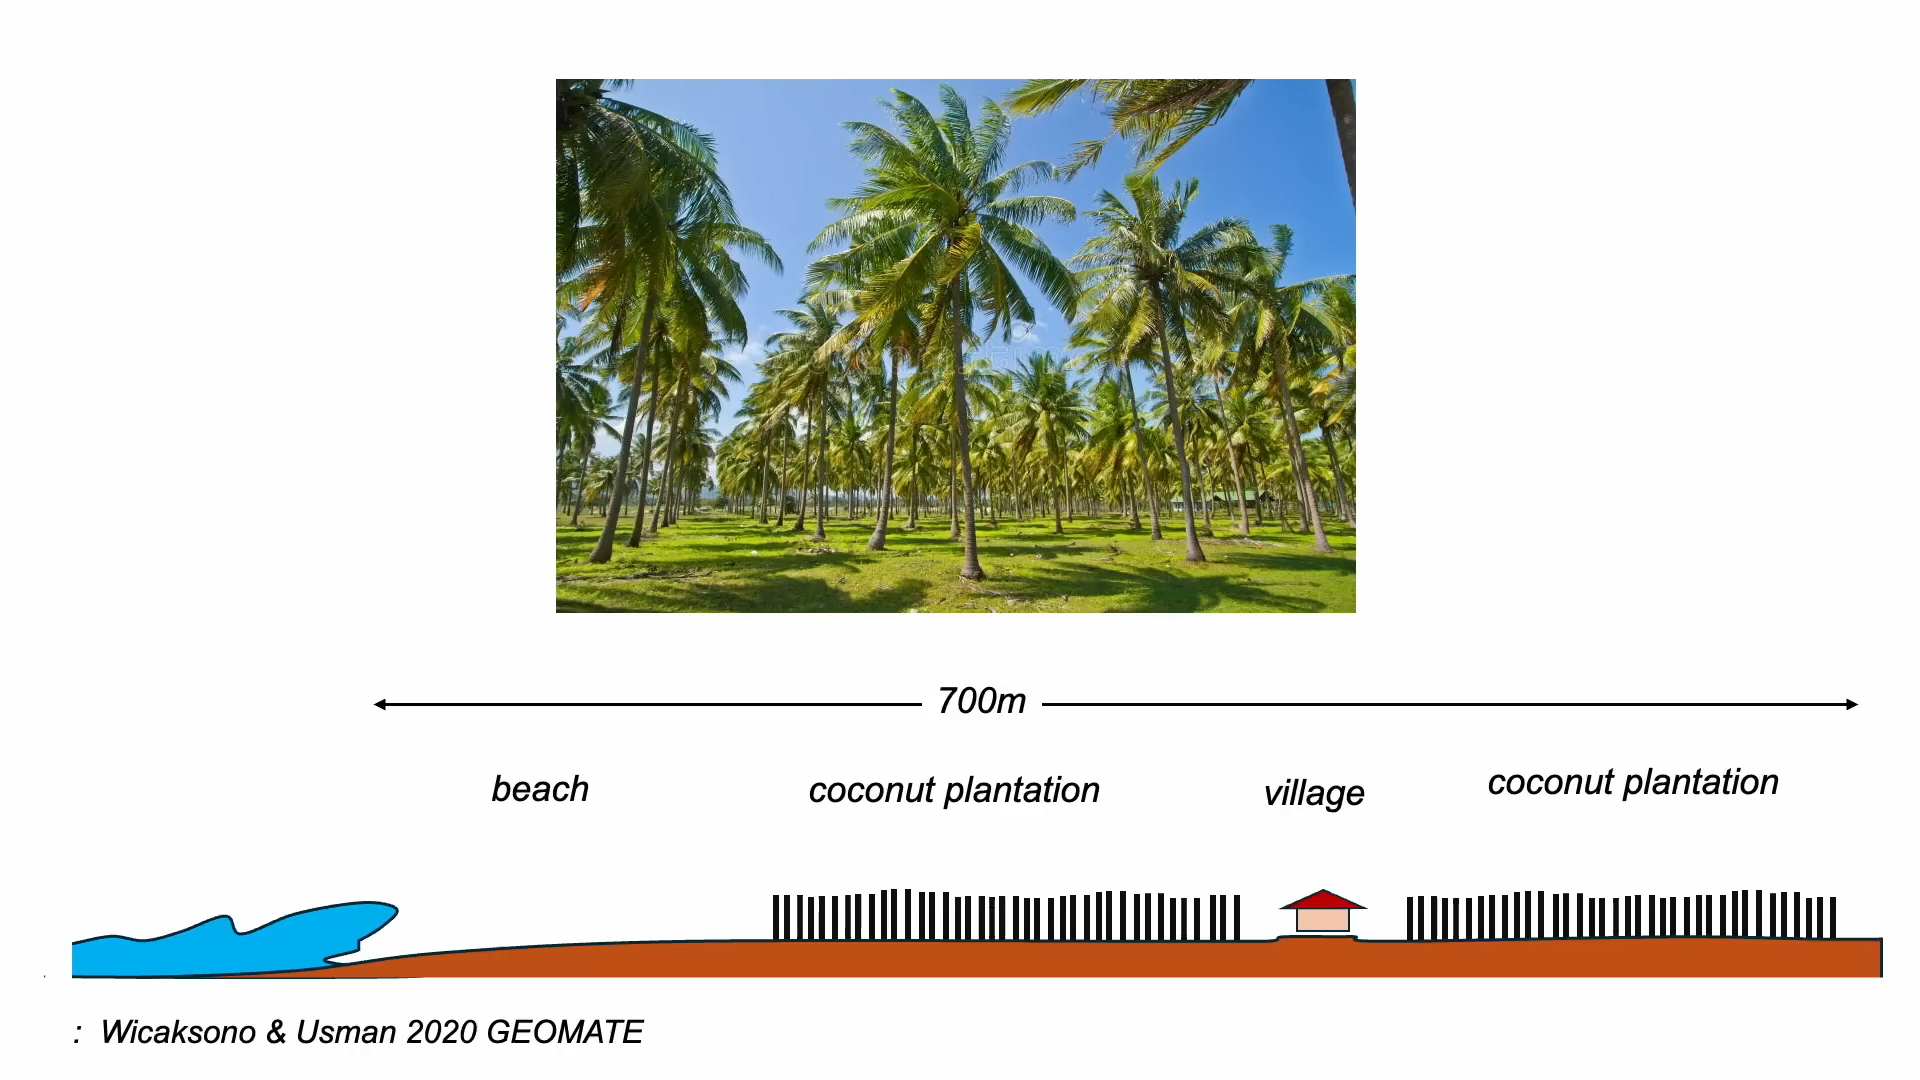 700m
beach
coconut plantation
village
coconut plantation
: Wicaksono & Usman 2020 GEOMATE